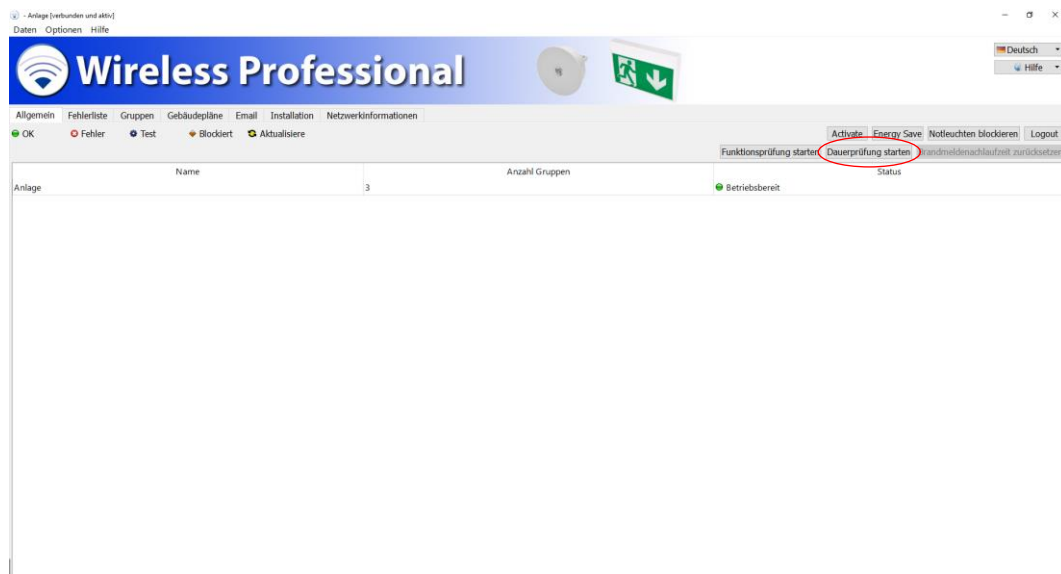 - Anlage [verbunden und aktiv]
Daten Optionen Hilfe
Wireless Professional
Deutsch
Hilfe
Allgemein Fehlerliste Gruppen Gebäudepläne Email Installation Netzwerkinformationen
OK Fehler Test Blockiert Aktualisiere
Activate Energy Save Notleuchten blockieren Logout
Funktionsprüfung starten Dauerprüfung starten Brandmeldenachlaufzeit zurücksetzen
Name Anzahl Gruppen Status
Anlage 3 Betriebsbereit